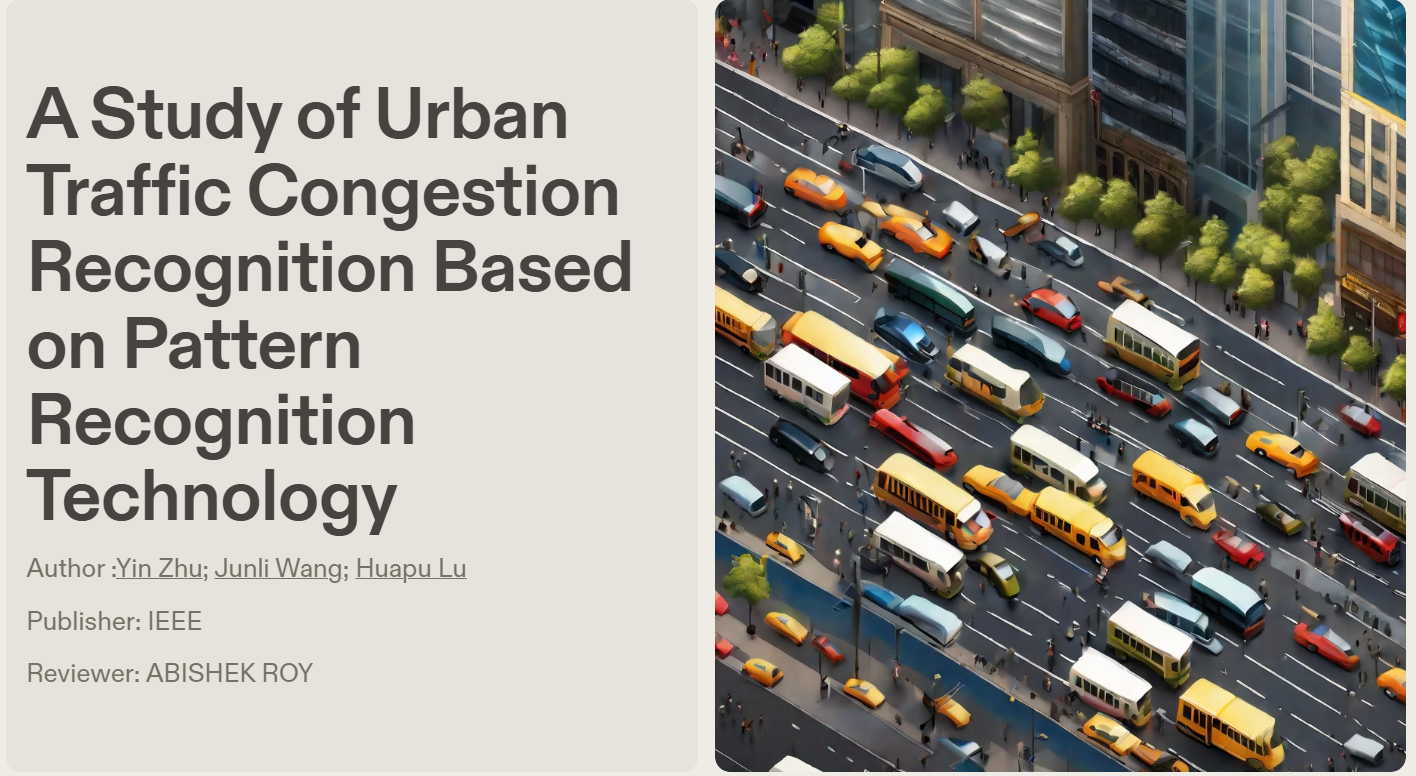 A Study of Urban
Traffic Congestion
Recognition Based
on Pattern
Recognition
Technology
Author :Yin Zhu; Junli Wang; Huapu Lu
Publisher: IEEE
Reviewer: ABISHEK ROY